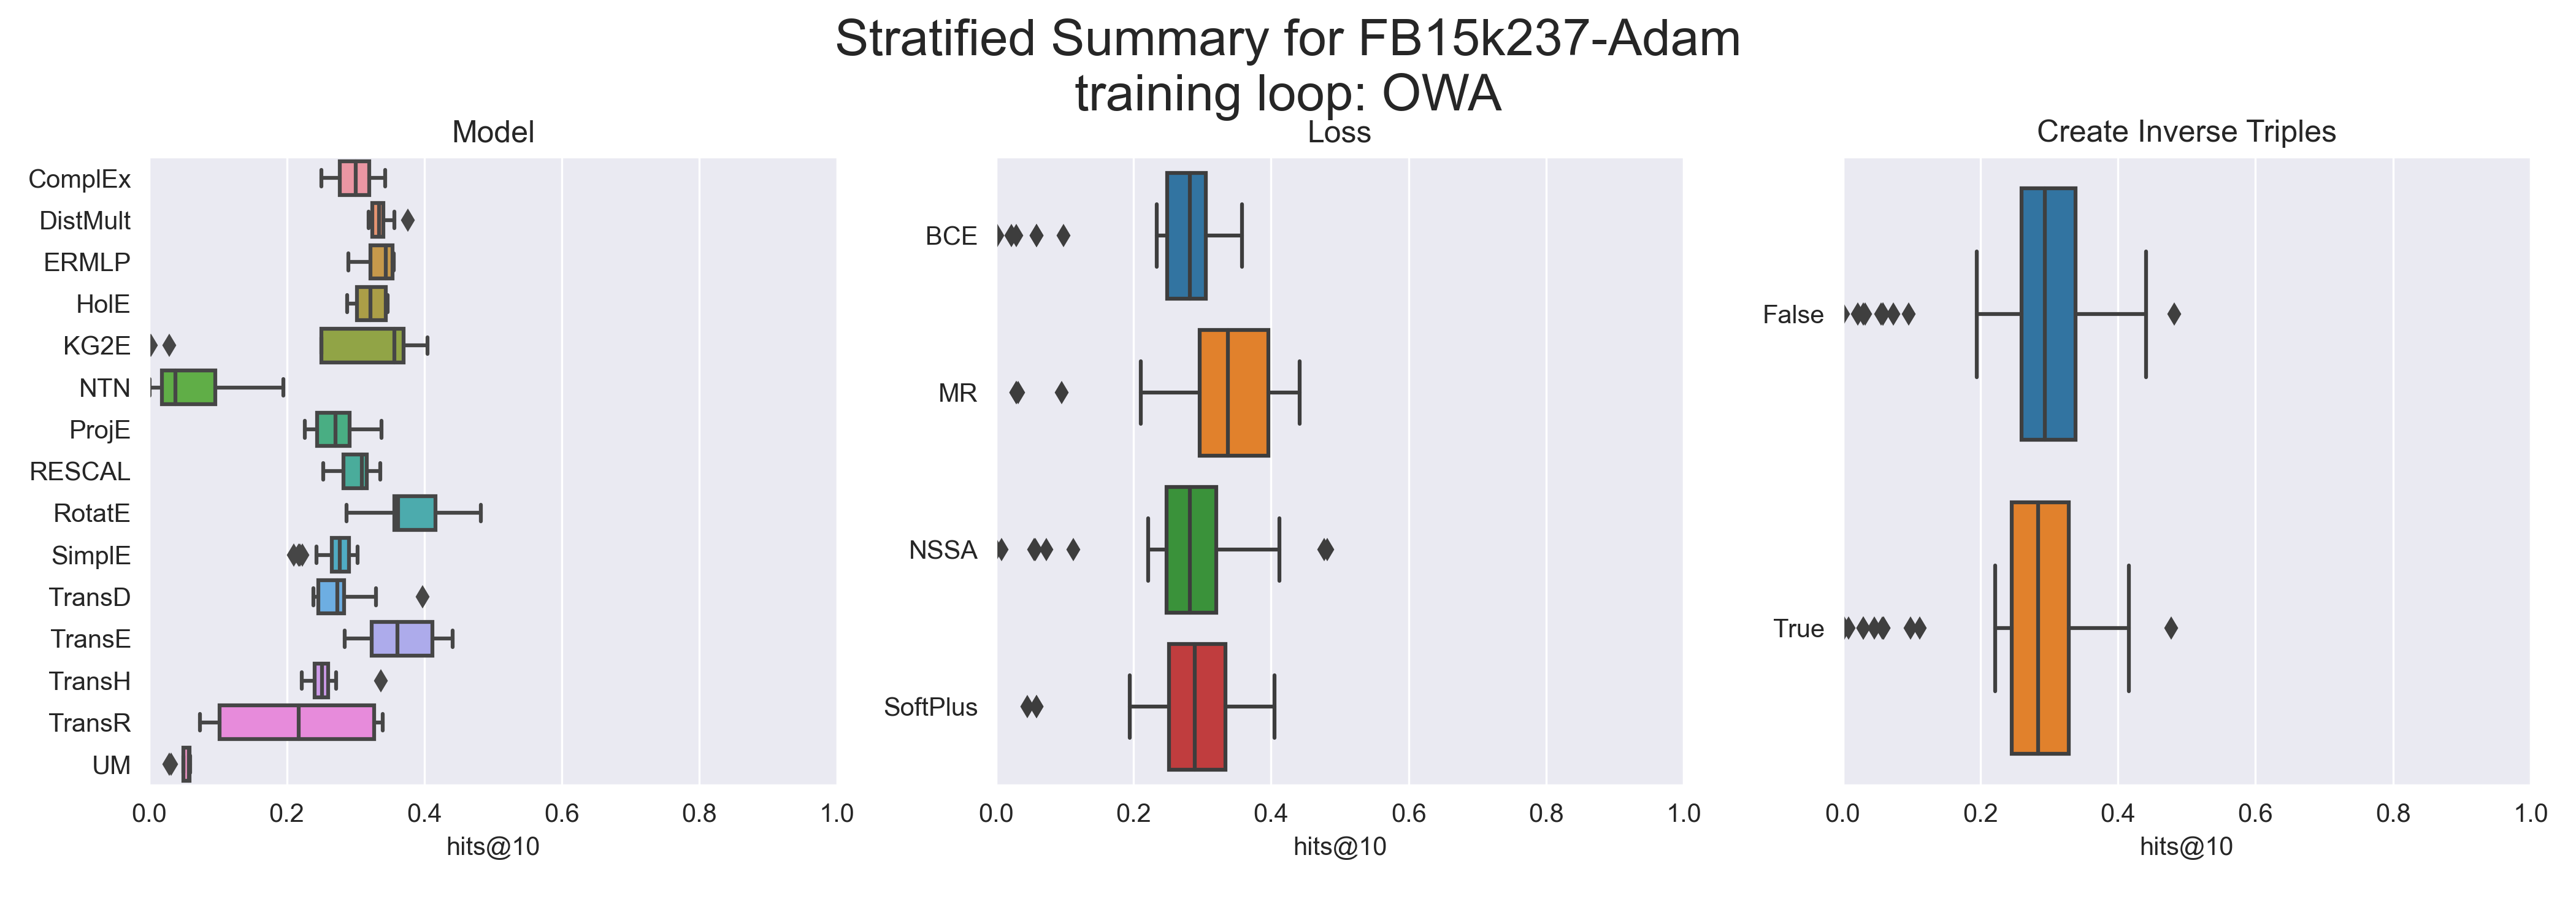 Stratified Summary for FB15k237-Adam
training loop: OWA
Model
ComplEx
DistMult
ERMLP
HolE
KG2E
NTN
ProjE
RESCAL
RotatE
SimplE
TransD
TransE
TransH
TransR
UM
0.0 0.2 0.4 0.6 0.8 1.0
hits@10
Loss
BCE
MR
NSSA
SoftPlus
0.0 0.2 0.4 0.6 0.8 1.0
hits@10
Create Inverse Triples
False
True
0.0 0.2 0.4 0.6 0.8 1.0
hits@10